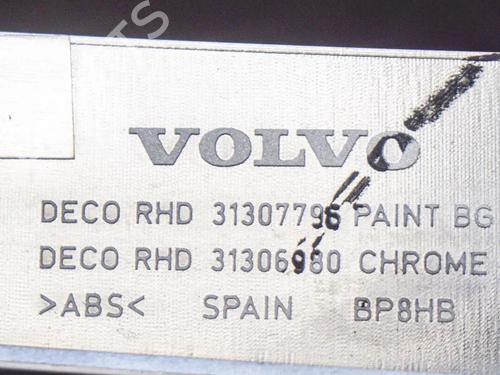 VOLVO
DECO RHD 31307796 PAINT BG
DECO RHD 31306980 CHROME
>ABS< SPAIN BP8HB